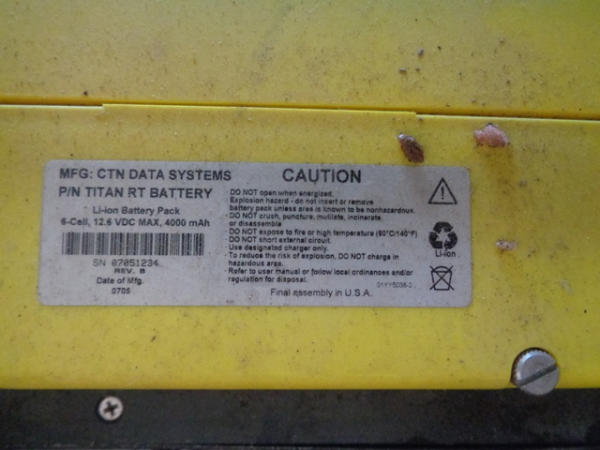 MFG: CTN DATA SYSTEMS
P/N TITAN RT BATTERY
Li-ion Battery Pack
6-Cell, 12.6 VDC MAX, 4000 mAh
SN 07051234
REV. B
Date of Mfg.
0705
CAUTION
DO NOT open when energized.
Explosion hazard - do not insert or remove
battery pack unless area is known to be nonhazardous.
DO NOT crush, puncture, mutilate, incinerate,
or disassemble
DO NOT expose to fire or high temperature (60°C/140°F)
DO NOT short external circuit.
Use designated charger only.
To reduce the risk of explosion, DO NOT charge in
hazardous area.
Refer to user manual or follow local ordinances and/or
regulation for disposal.
Final assembly in U.S.A.
Li-ion